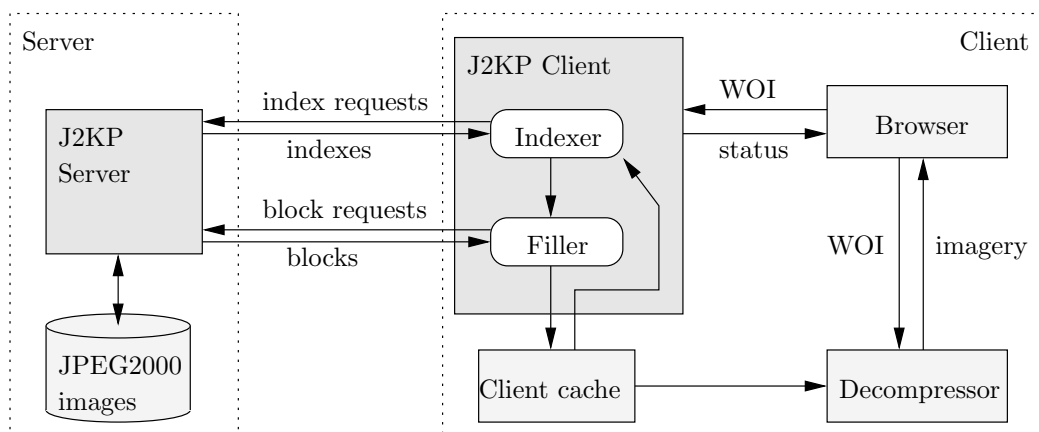 Server
Client
J2KP Client
index requests
WOI
J2KP
Server
Indexer
Browser
indexes
status
block requests
Filler
WOI
imagery
blocks
JPEG2000
images
Client cache
Decompressor